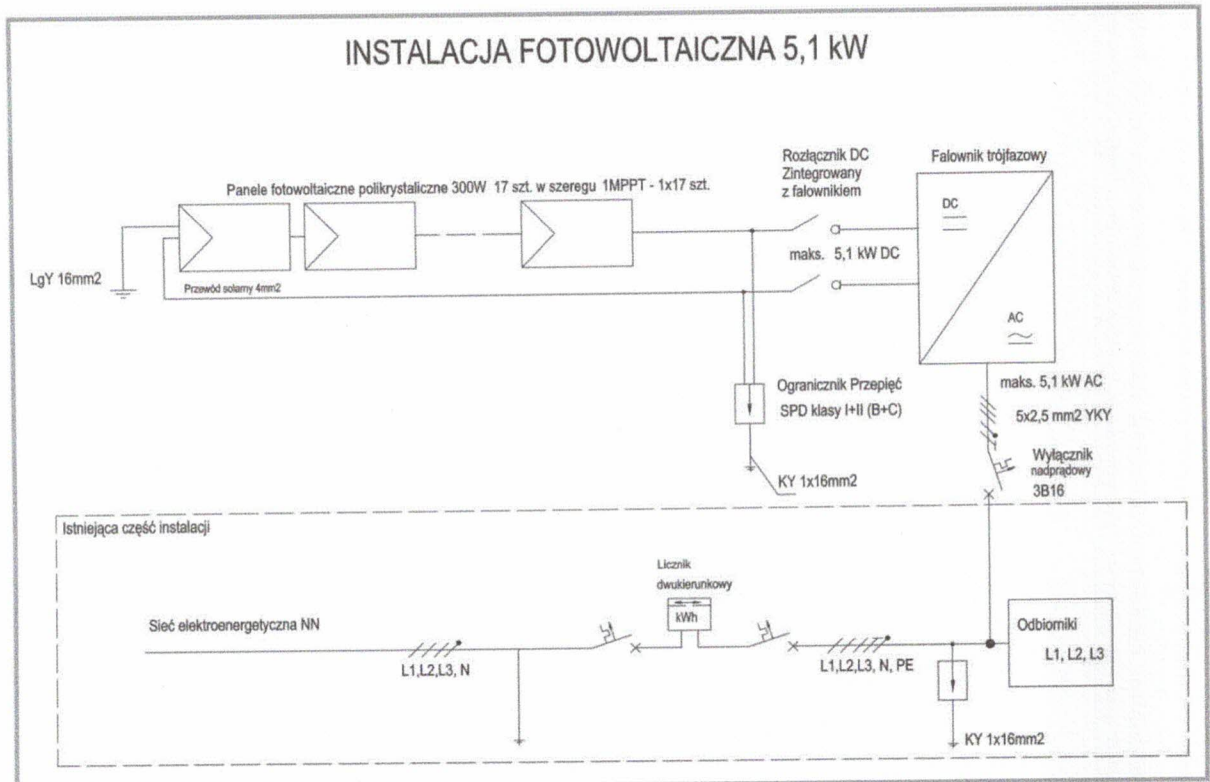 INSTALACJA FOTOWOLTAICZNA 5,1 kW
Panele fotowoltaiczne polikrystaliczne 300W 17 szt. w szeregu 1MPPT - 1x17 szt.
Rozłącznik DC
Zintegrowany
z falownikiem
Falownik trójfazowy
DC
maks. 5,1 kW DC
LgY 16mm2
Przewód solarny 4mm2
AC
Ogranicznik Przepięć
SPD klasy I+II (B+C)
maks. 5,1 kW AC
5x2,5 mm2 YKY
Wyłącznik
nadprądowy
3B16
KY 1x16mm2
Istniejąca część instalacji
Licznik
dwukierunkowy
kWh
Sieć elektroenergetyczna NN
L1,L2,L3, N
L1,L2,L3, N, PE
Odbiorniki
L1, L2, L3
KY 1x16mm2